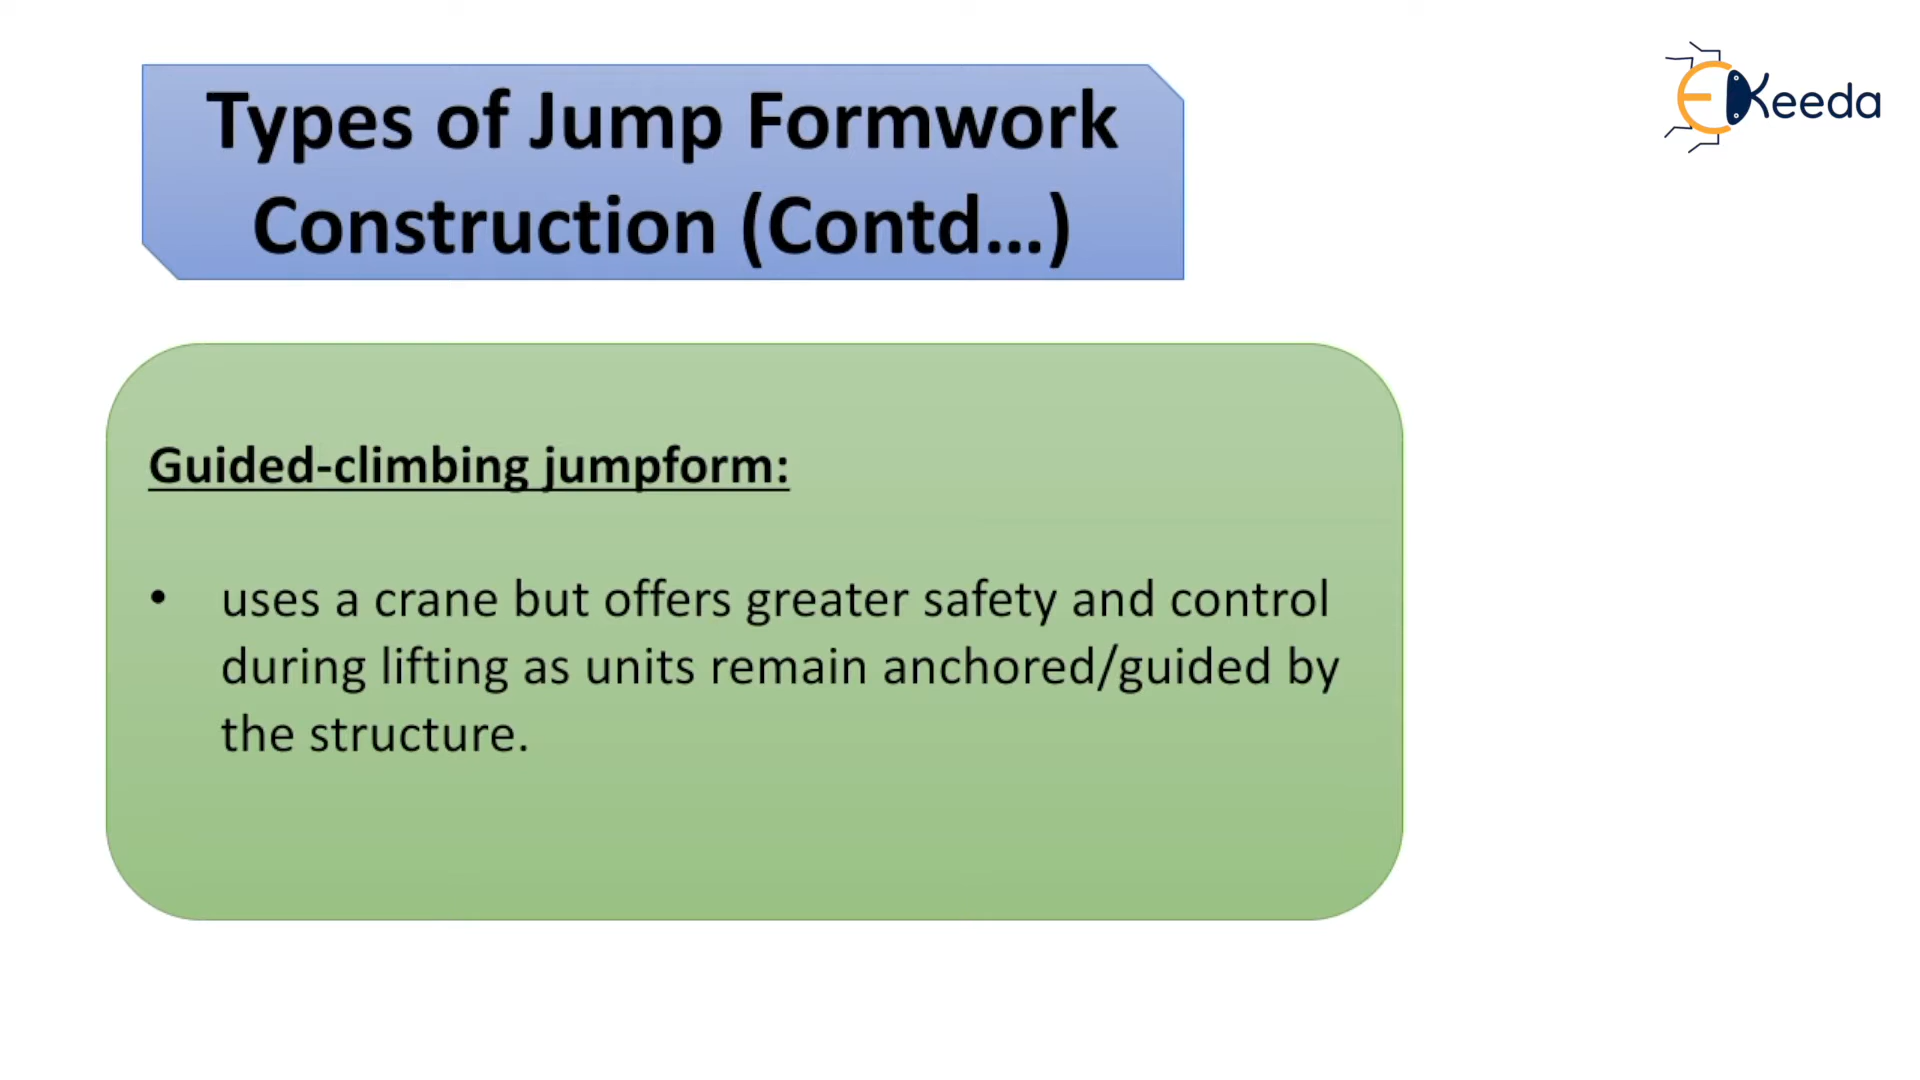 Types of Jump Formwork
Construction (Contd...)
EKeeda
Guided-climbing jumpform:
• uses a crane but offers greater safety and control
during lifting as units remain anchored/guided by
the structure.